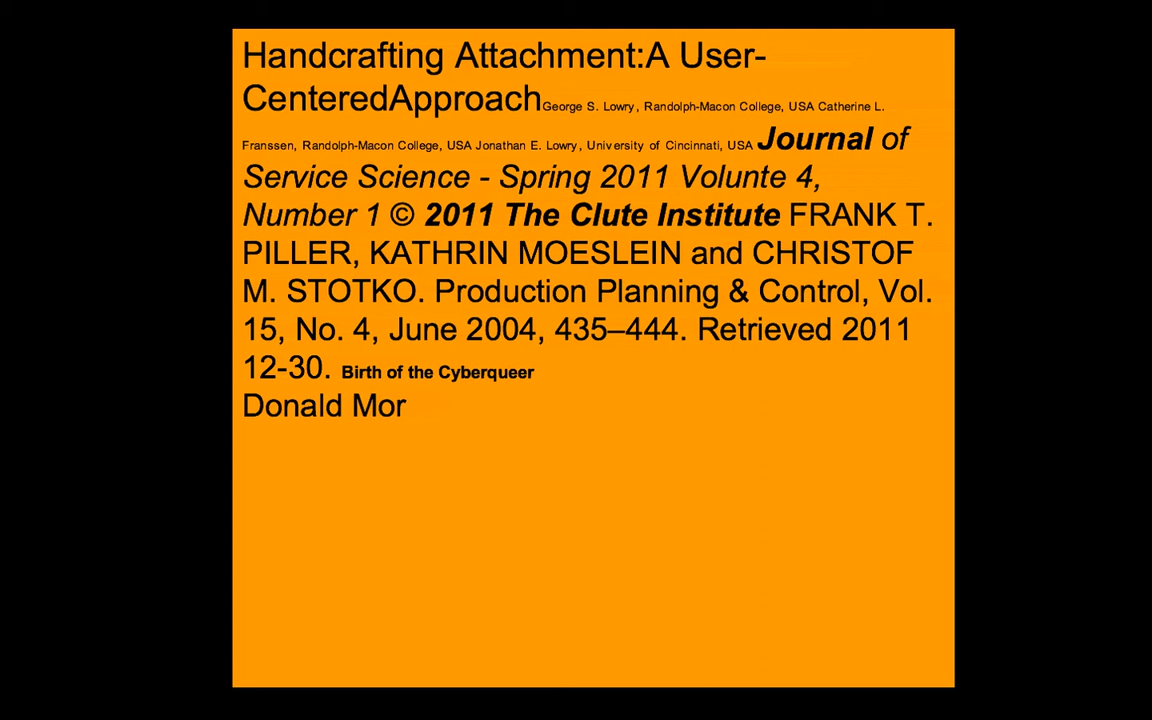 Handcrafting Attachment:A User-
CenteredApproachGeorge S. Lowry, Randolph-Macon College, USA Catherine L.
Franssen, Randolph-Macon College, USA Jonathan E. Lowry, University of Cincinnati, USA Journal of
Service Science - Spring 2011 Volunte 4,
Number 1 © 2011 The Clute Institute FRANK T.
PILLER, KATHRIN MOESLEIN and CHRISTOF
M. STOTKO. Production Planning & Control, Vol.
15, No. 4, June 2004, 435–444. Retrieved 2011
12-30. Birth of the Cyberqueer
Donald Mor